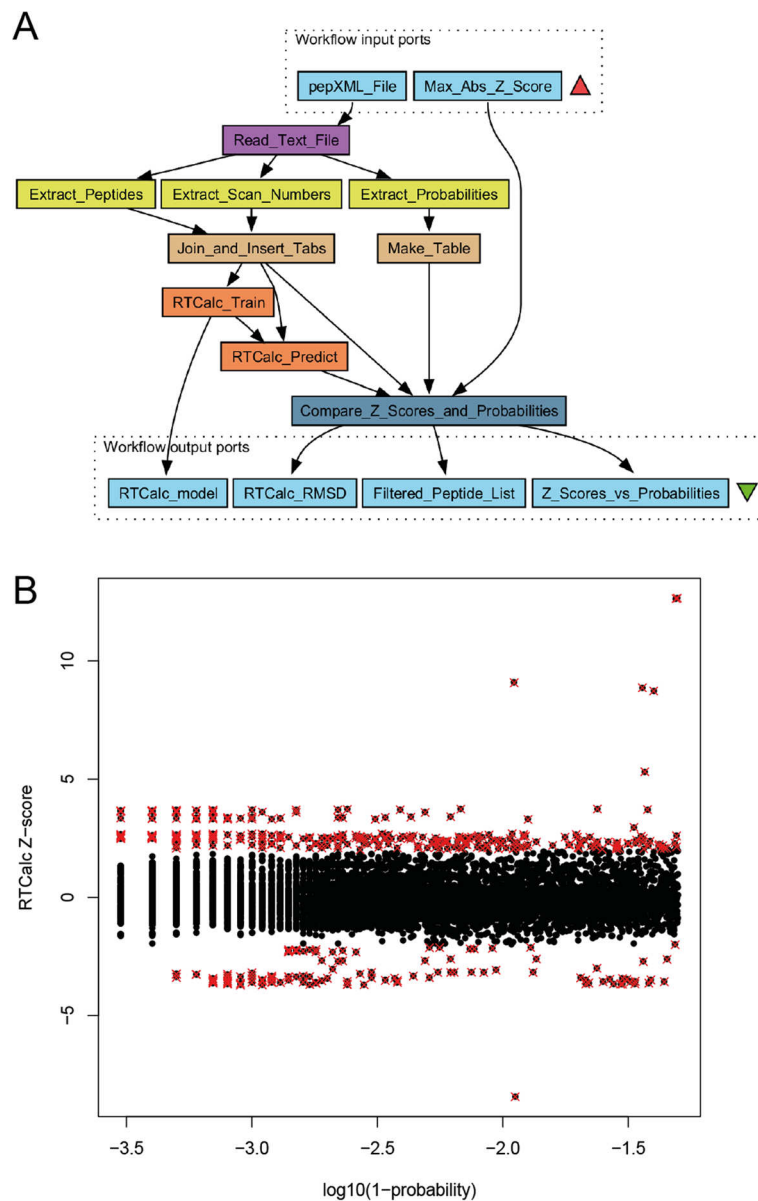 A
Workflow input ports
pepXML_File Max_Abs_Z_Score
Read_Text_File
Extract_Peptides Extract_Scan_Numbers Extract_Probabilities
Join_and_Insert_Tabs Make_Table
RTCalc_Train
RTCalc_Predict
Compare_Z_Scores_and_Probabilities
Workflow output ports
RTCalc_model RTCalc_RMSD Filtered_Peptide_List Z_Scores_vs_Probabilities
B
10
5
0
−5
RTCalc Z−score
−3.5 −3.0 −2.5 −2.0 −1.5
log10(1−probability)